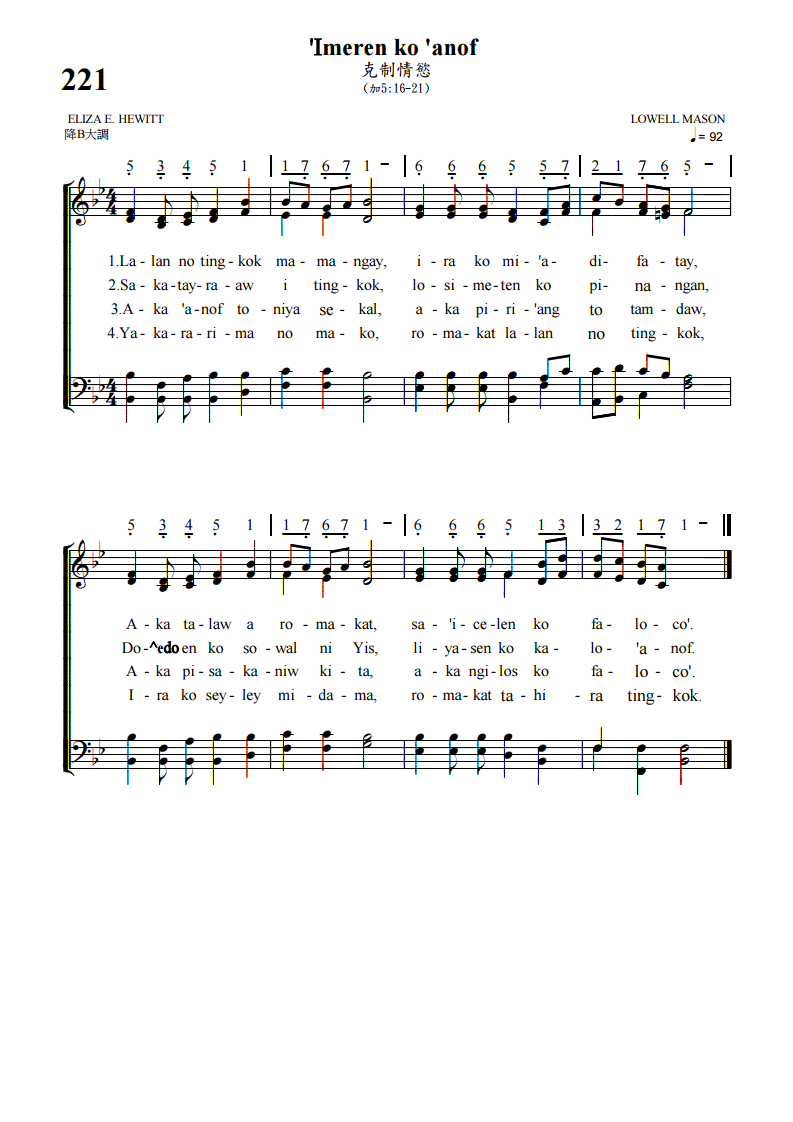 'Imeren ko 'anof
221
克制情慾
(加5:16-21)
ELIZA E. HEWITT
LOWELL MASON
降B大調
♩= 92
5 3 4 5 1 | 1 7 6 7 1 - | 6 6 6 5 5 7 | 2 1 7 6 5 - |
1.La- lan no ting- kok ma - ma - ngay, i - ra ko mi - 'a- di- fa - tay,
2.Sa - ka -tay - ra- aw i ting - kok, lo - si - me- ten ko pi- na - ngan,
3.A - ka 'a- nof to - niya se - kal, a - ka pi - ri - 'ang to tam - daw,
4.Ya - ka - ra - ri - ma no ma - ko, ro - ma- kat la - lan no ting - kok,
5 3 4 5 1 | 1 7 6 7 1 - | 6 6 6 5 1 3 | 3 2 1 7 1 -
A - ka ta - law a ro - ma - kat, sa - 'i - ce - len ko fa - lo - co'.
Do-^edo en ko so - wal ni Yis, li - ya - sen ko ka - lo- 'a - nof.
A - ka pi - sa - ka - niw ki - ta, a - ka ngi - los ko fa - lo - co'.
I - ra ko sey - ley mi - da - ma, ro - ma - kat ta - hi - ra ting - kok.